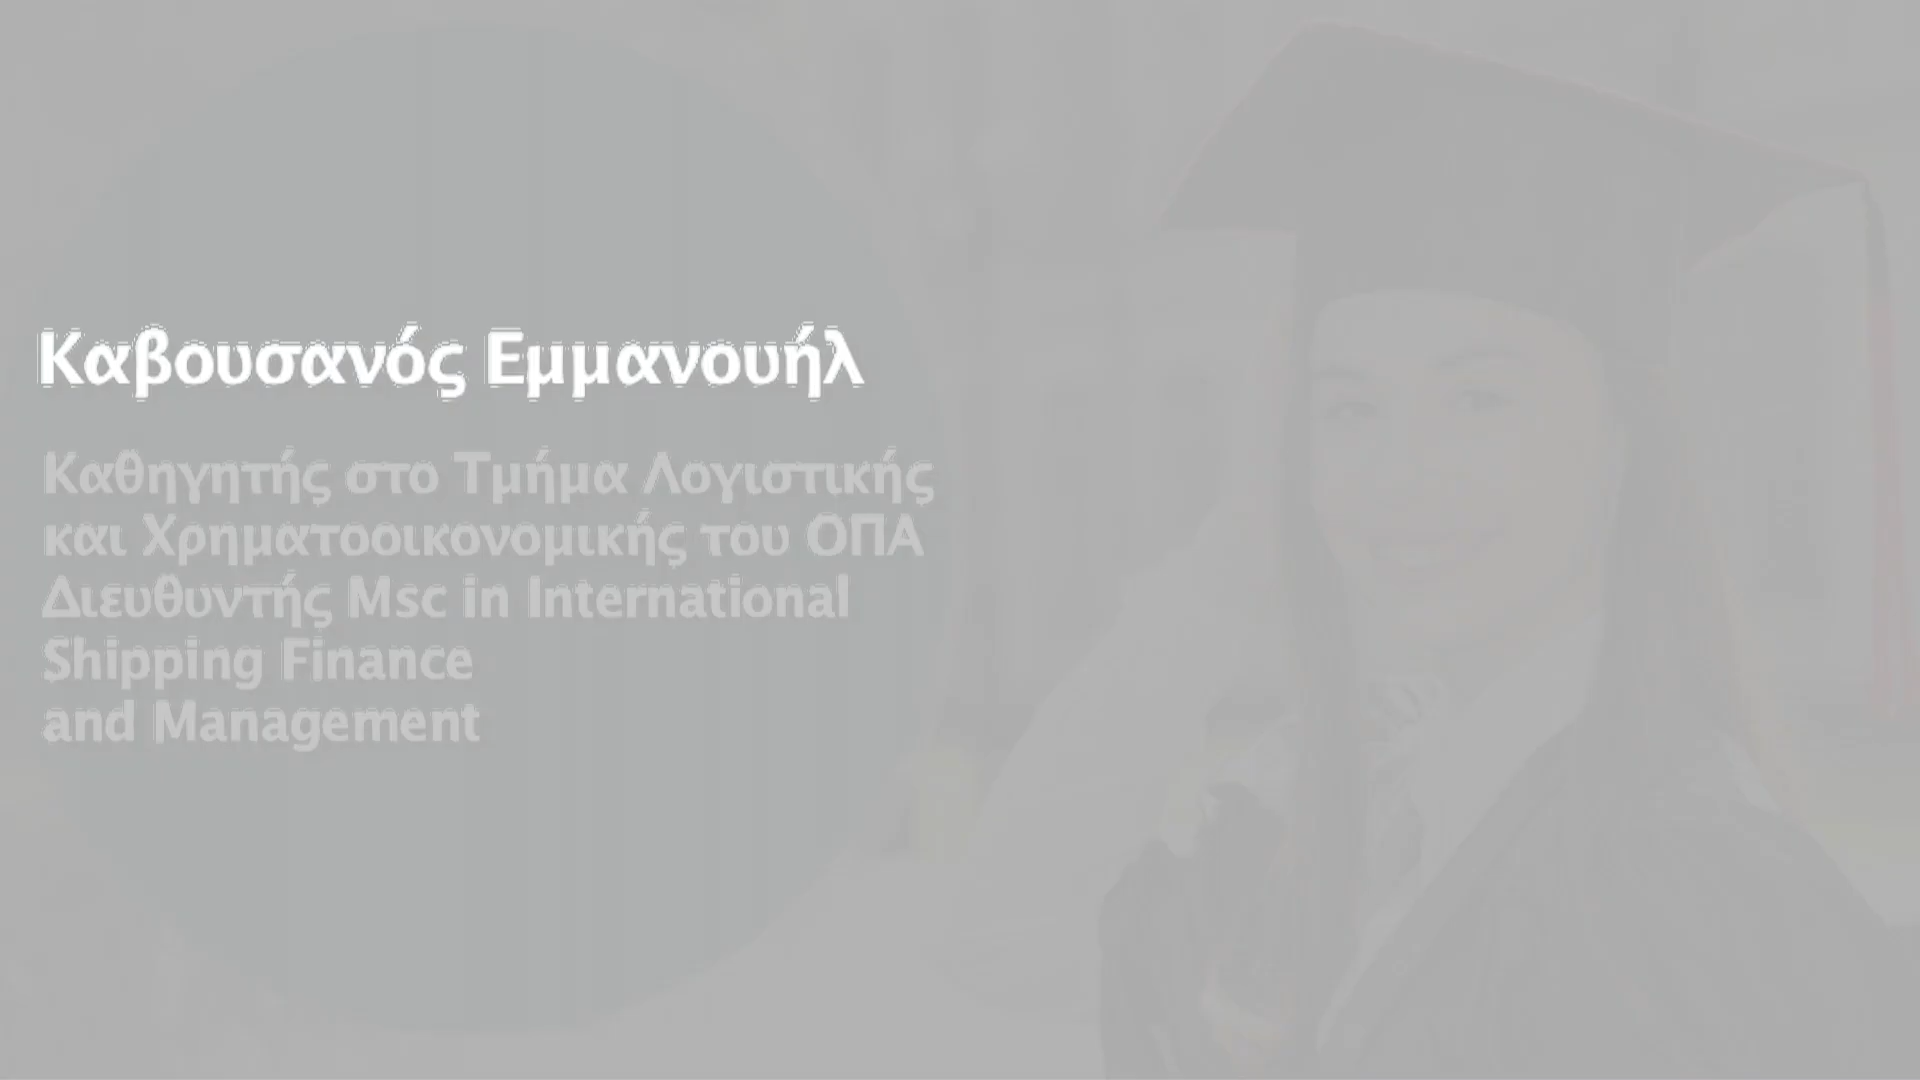 Καβουσανός Εμμανουήλ
Καθηγητής στο Τμήμα Λογιστικής
και Χρηματοοικονομικής του ΟΠΑ
Διευθυντής Msc in International
Shipping Finance
and Management